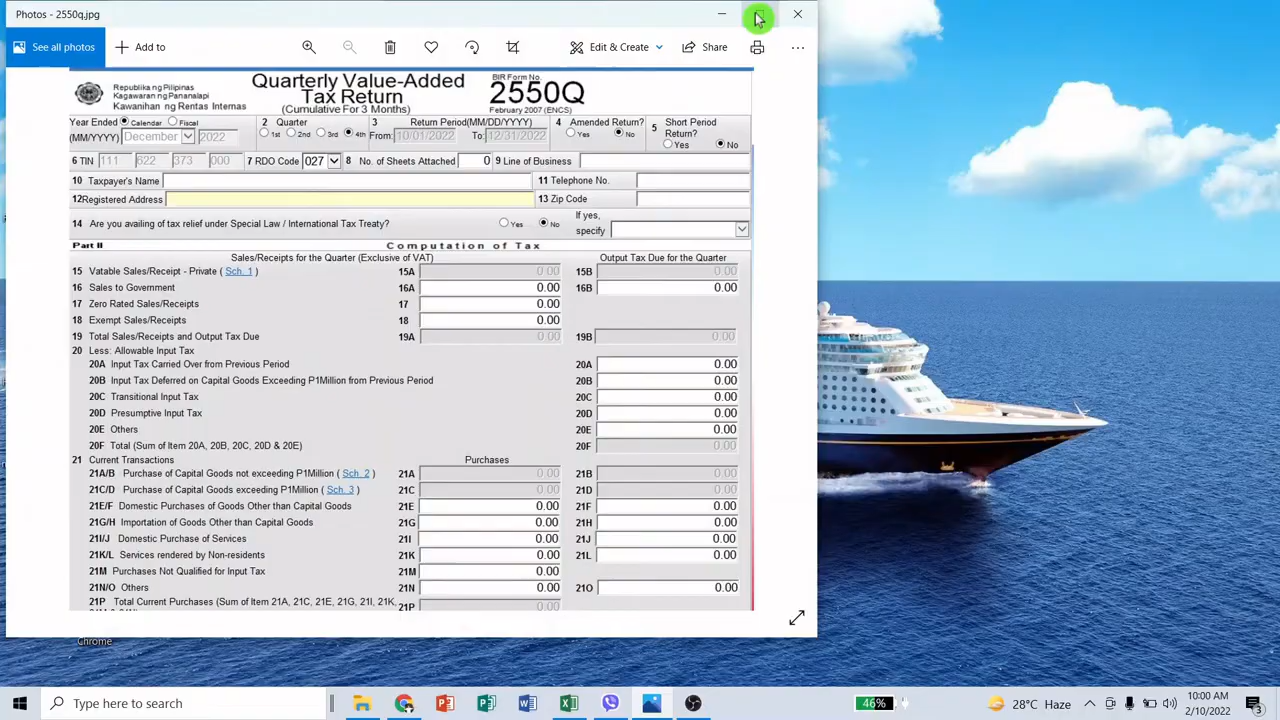 Photos - 2550q.jpg
See all photos
Add to
Edit & Create
Share
Republika ng Pilipinas
Kagawaran ng Pananalapi
Kawanihan ng Rentas Internas
Quarterly Value-Added
Tax Return
(Cumulative For 3 Months)
BIR Form No.
2550Q
February 2007 (ENCS)
Year Ended Calendar Fiscal
(MM/YYYY) December 2022
2 Quarter
1st 2nd 3rd 4th
3 Return Period(MM/DD/YYYY)
From: 10/01/2022 To: 12/31/2022
4 Amended Return?
Yes No
5 Short Period
Return?
Yes No
6 TIN 111 622 373 000 7 RDO Code 027 8 No. of Sheets Attached 0 9 Line of Business
10 Taxpayer's Name 11 Telephone No.
12 Registered Address 13 Zip Code
14 Are you availing of tax relief under Special Law / International Tax Treaty? Yes No If yes,
specify
Part II Computation of Tax
Sales/Receipts for the Quarter (Exclusive of VAT) Output Tax Due for the Quarter
15 Vatable Sales/Receipt - Private ( Sch. 1 ) 15A 0.00 15B 0.00
16 Sales to Government 16A 0.00 16B 0.00
17 Zero Rated Sales/Receipts 17 0.00
18 Exempt Sales/Receipts 18 0.00
19 Total Sales/Receipts and Output Tax Due 19A 0.00 19B 0.00
20 Less: Allowable Input Tax
20A Input Tax Carried Over from Previous Period 20A 0.00
20B Input Tax Deferred on Capital Goods Exceeding P1Million from Previous Period 20B 0.00
20C Transitional Input Tax 20C 0.00
20D Presumptive Input Tax 20D 0.00
20E Others 20E 0.00
20F Total (Sum of Item 20A, 20B, 20C, 20D & 20E) 20F 0.00
21 Current Transactions Purchases
21A/B Purchase of Capital Goods not exceeding P1Million ( Sch. 2 ) 21A 0.00 21B 0.00
21C/D Purchase of Capital Goods exceeding P1Million ( Sch. 3 ) 21C 0.00 21D 0.00
21E/F Domestic Purchases of Goods Other than Capital Goods 21E 0.00 21F 0.00
21G/H Importation of Goods Other than Capital Goods 21G 0.00 21H 0.00
21I/J Domestic Purchase of Services 21I 0.00 21J 0.00
21K/L Services rendered by Non-residents 21K 0.00 21L 0.00
21M Purchases Not Qualified for Input Tax 21M 0.00
21N/O Others 21N 0.00 21O 0.00
21P Total Current Purchases (Sum of Item 21A, 21C, 21E, 21G, 21I, 21K, 21P 0.00
Chrome
Type here to search
46%
28°C Haze
10:00 AM
2/10/2022
3